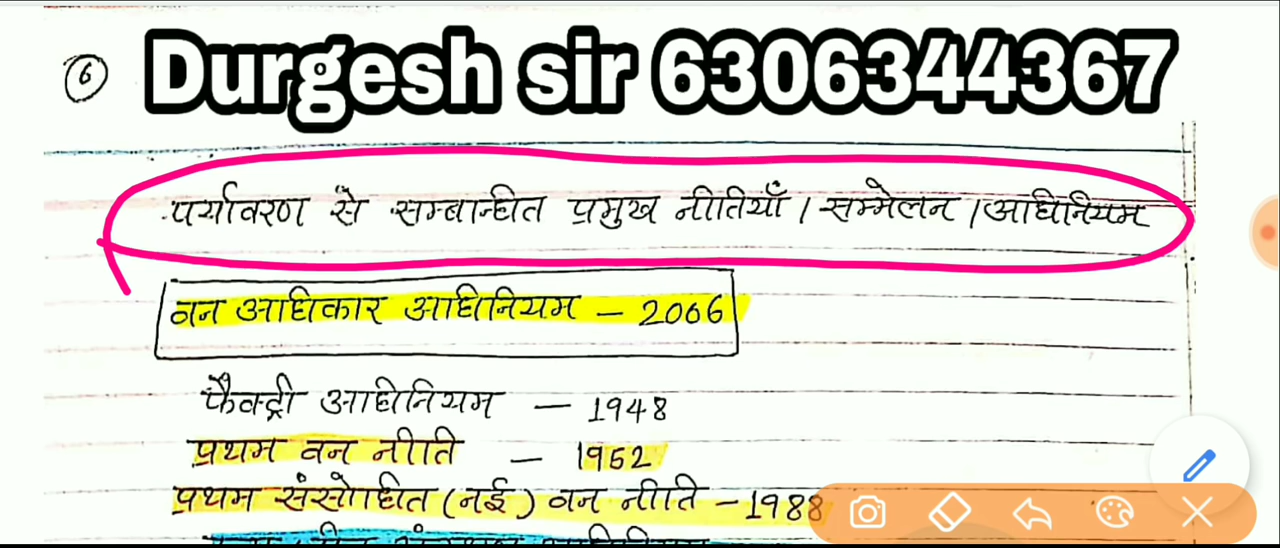 6 Durgesh sir 6306344367
पर्यावरण से सम्बान्धीत प्रमुख नीतियाँ / सम्मेलन / अधिनियम
वन अधिकार अधिनियम - 2006
फैक्ट्री अधिनियम - 1948
प्रथम वन नीति - 1952
प्रथम संसोधित (नई) वन नीति - 1988